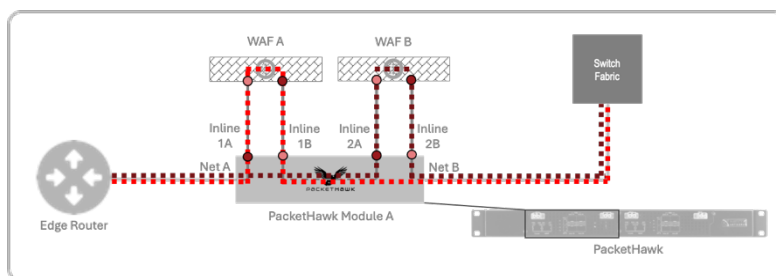 WAF A
WAF B
Switch
Fabric
Inline
1A
Inline
1B
Inline
2A
Inline
2B
Net A
Net B
PACKETHAWK
Edge Router
PacketHawk Module A
PacketHawk